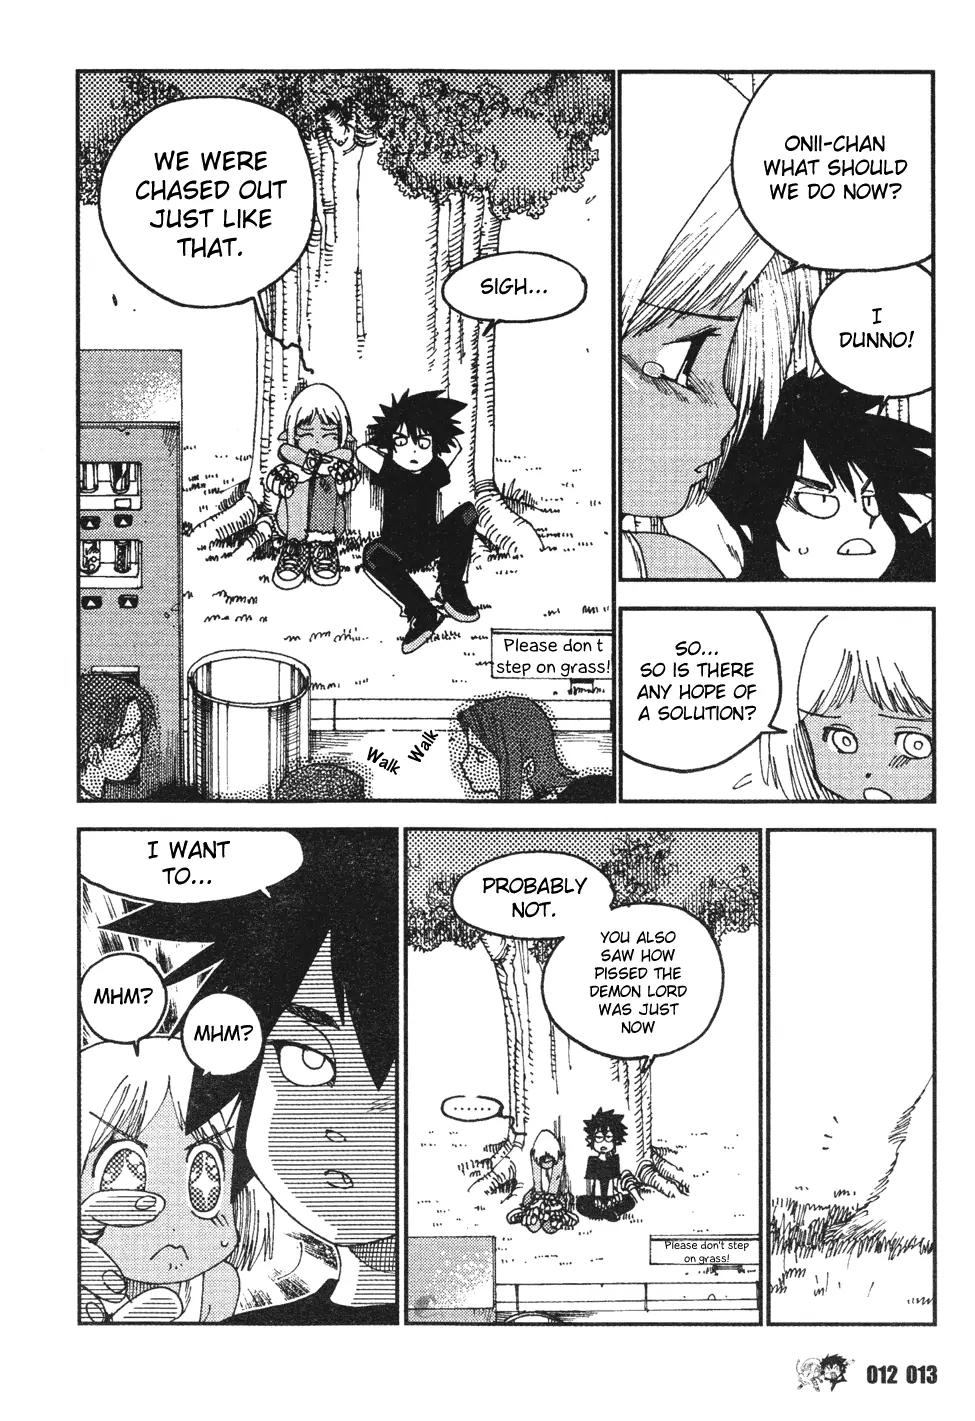 WE WERE
CHASED OUT
JUST LIKE
THAT.
SIGH...
ONII-CHAN
WHAT SHOULD
WE DO NOW?
I
DUNNO!
Please don't
step on grass!
Walk
Walk
SO...
SO IS THERE
ANY HOPE OF
A SOLUTION?
I WANT
TO...
MHM?
MHM?
PROBABLY
NOT.
YOU ALSO
SAW HOW
PISSED THE
DEMON LORD
WAS JUST
NOW
......
Please don't step
on grass!
012 013